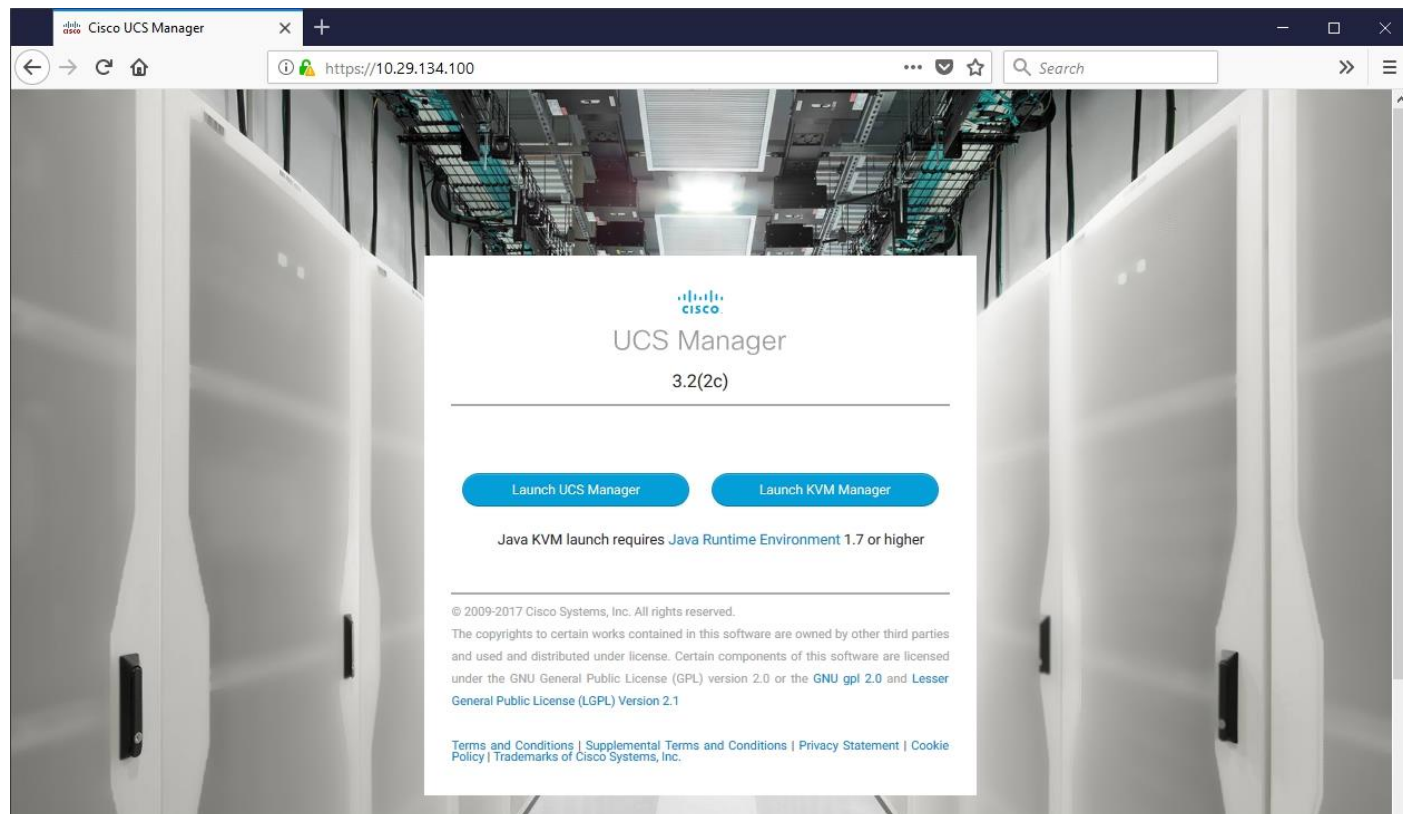 Cisco UCS Manager
https://10.29.134.100
Search
CISCO
UCS Manager
3.2(2c)
Launch UCS Manager
Launch KVM Manager
Java KVM launch requires Java Runtime Environment 1.7 or higher
© 2009-2017 Cisco Systems, Inc. All rights reserved.
The copyrights to certain works contained in this software are owned by other third parties
and used and distributed under license. Certain components of this software are licensed
under the GNU General Public License (GPL) version 2.0 or the GNU gpl 2.0 and Lesser
General Public License (LGPL) Version 2.1
Terms and Conditions | Supplemental Terms and Conditions | Privacy Statement | Cookie
Policy | Trademarks of Cisco Systems, Inc.